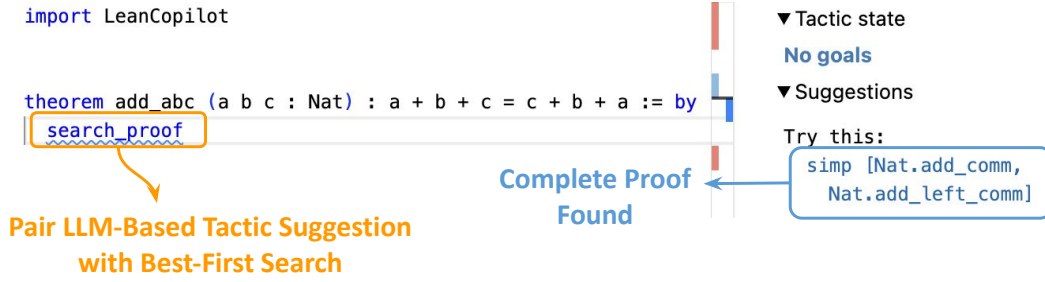 import LeanCopilot
theorem add_abc (a b c : Nat) : a + b + c = c + b + a := by
search_proof
Pair LLM-Based Tactic Suggestion
with Best-First Search
▼ Tactic state
No goals
▼ Suggestions
Try this:
simp [Nat.add_comm,
Nat.add_left_comm]
Complete Proof
Found